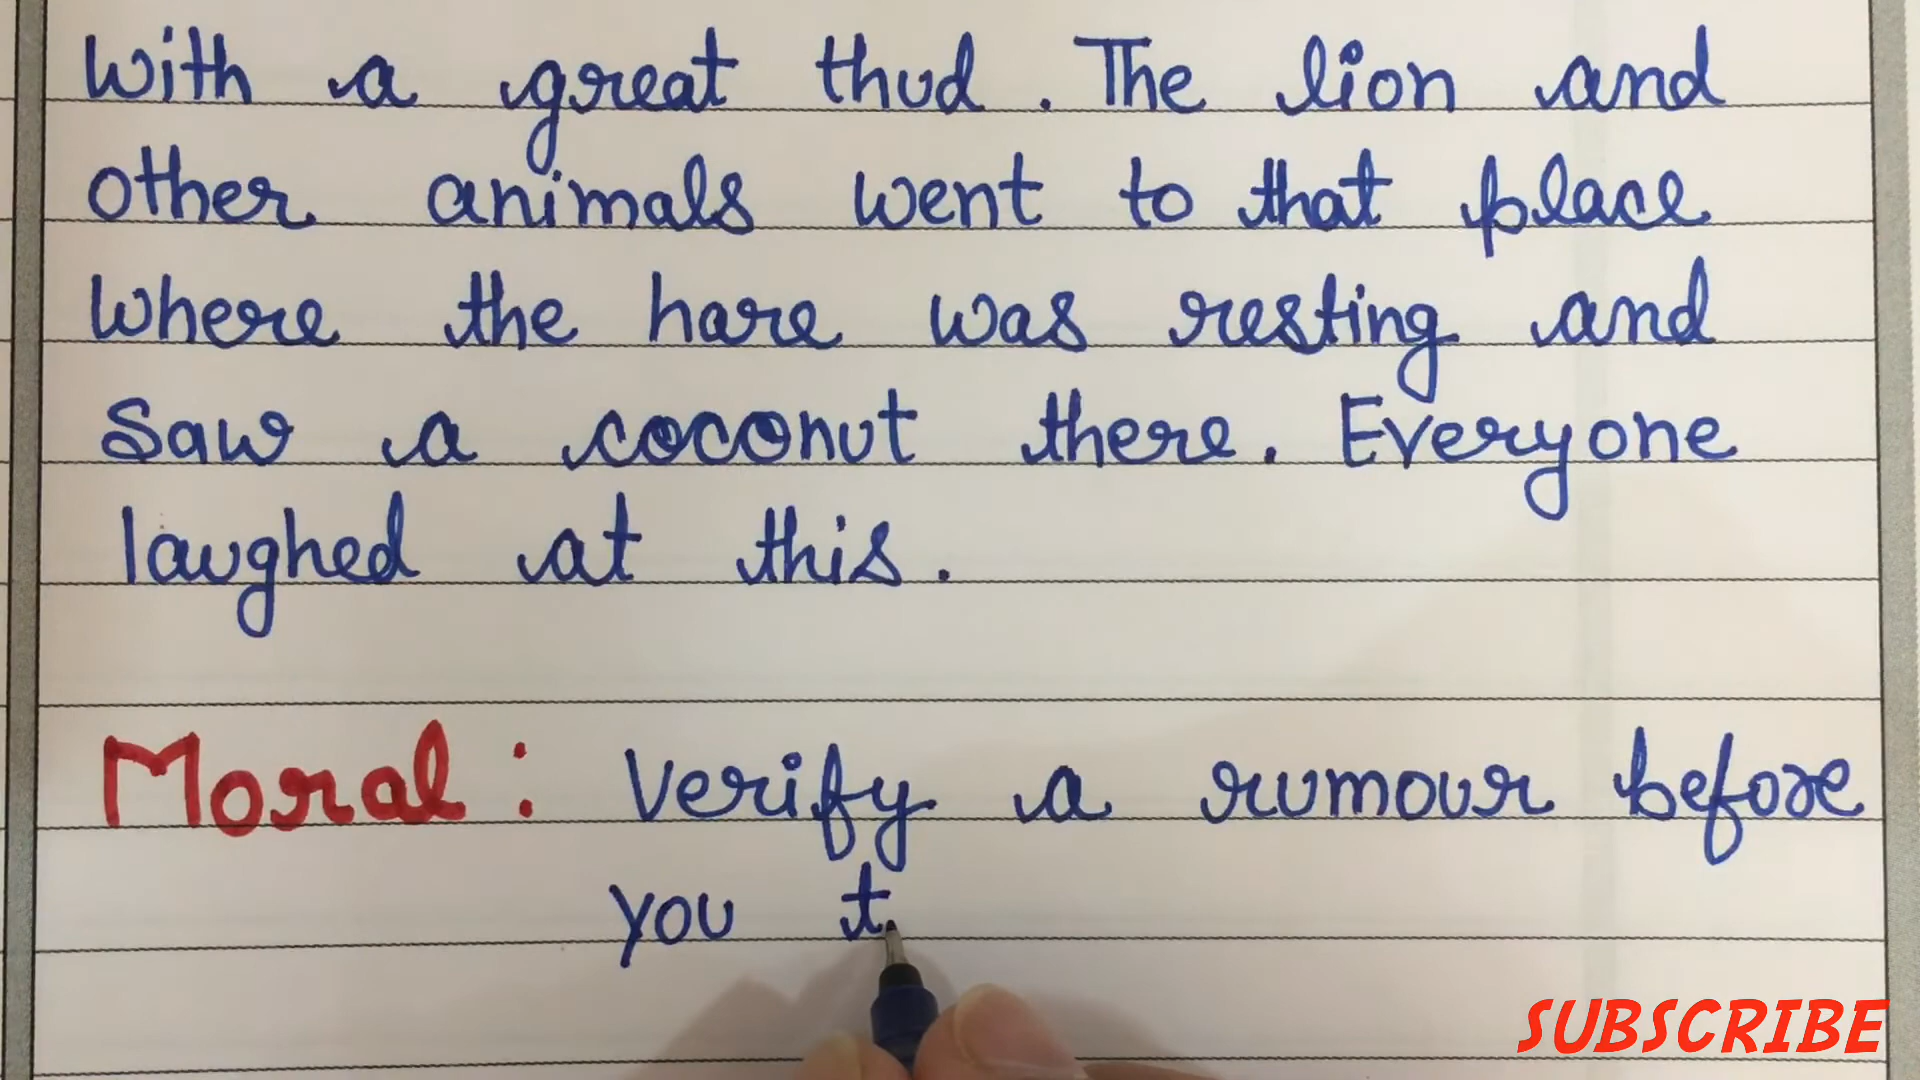 With a great thud. The lion and
other animals went to that place
where the hare was resting and
saw a coconut there. Everyone
laughed at this.
Moral: Verify a rumour before
you t
SUBSCRIBE